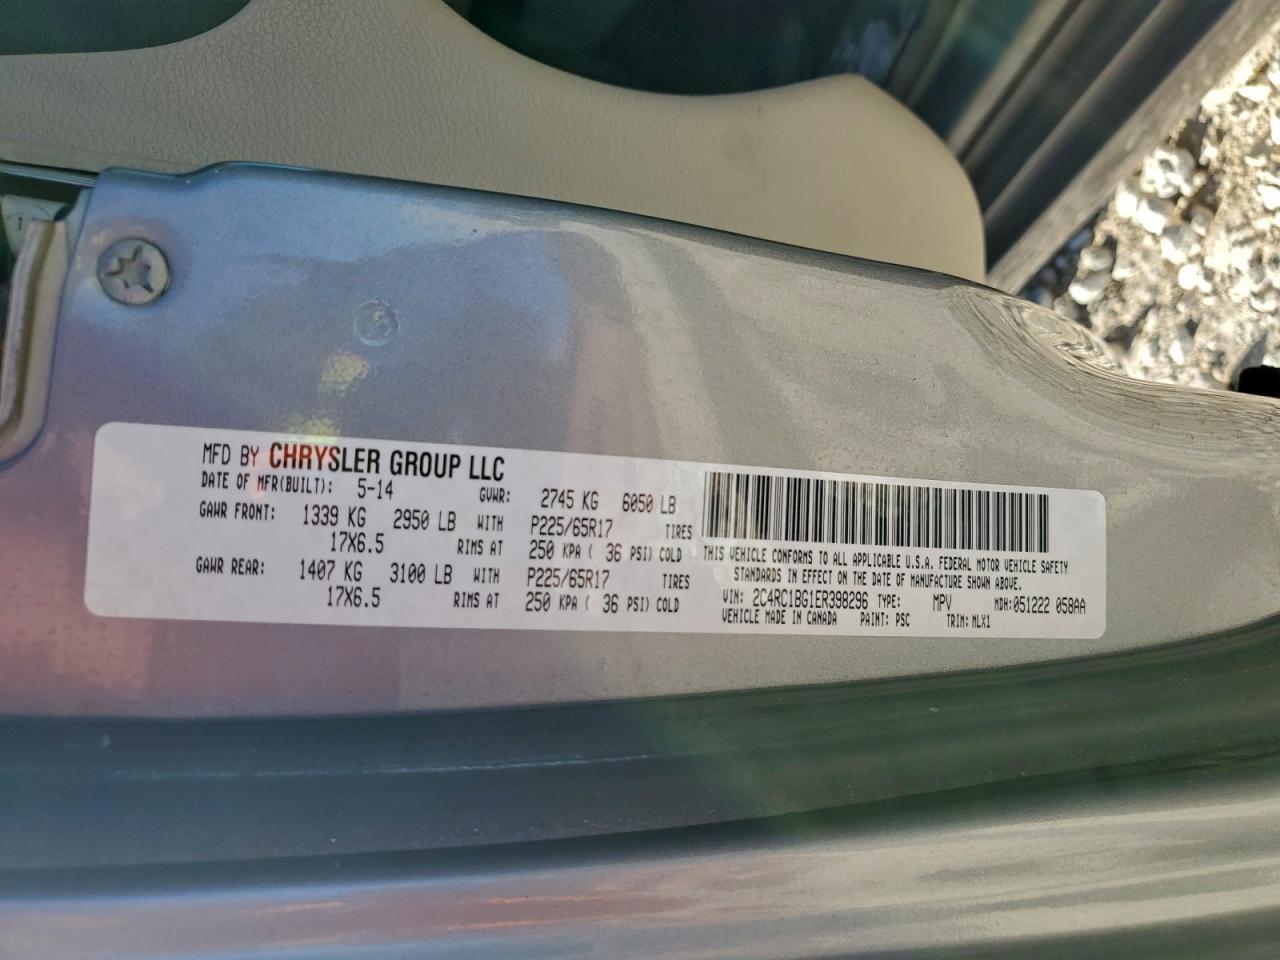 MFD BY CHRYSLER GROUP LLC
DATE OF MFR(BUILT): 5-14 GVWR: 2745 KG 6050 LB
GAWR FRONT: 1339 KG 2950 LB WITH P225/65R17 TIRES
17X6.5 RIMS AT 250 KPA ( 36 PSI) COLD
GAWR REAR: 1407 KG 3100 LB WITH P225/65R17 TIRES
17X6.5 RIMS AT 250 KPA ( 36 PSI) COLD
THIS VEHICLE CONFORMS TO ALL APPLICABLE U.S.A. FEDERAL MOTOR VEHICLE SAFETY
STANDARDS IN EFFECT ON THE DATE OF MANUFACTURE SHOWN ABOVE.
VIN: 2C4RC1BG1ER398296 TYPE: MPV MDH:051222 058AA
VEHICLE MADE IN CANADA PAINT: PSC TRIM: MLX1